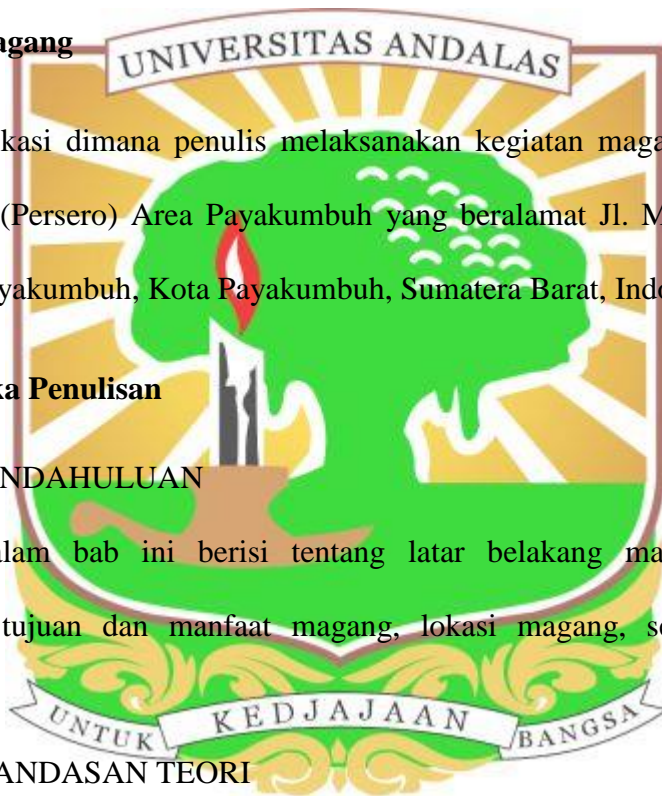 agang
UNIVERSITAS ANDALAS
kasi dimana penulis melaksanakan kegiatan maga
(Persero) Area Payakumbuh yang beralamat Jl. M
yakumbuh, Kota Payakumbuh, Sumatera Barat, Indo
ka Penulisan
NDAHULUAN
alam bab ini berisi tentang latar belakang ma
tujuan dan manfaat magang, lokasi magang, se
UNTUK KEDJAJAAN BANGSA
ANDASAN TEORI